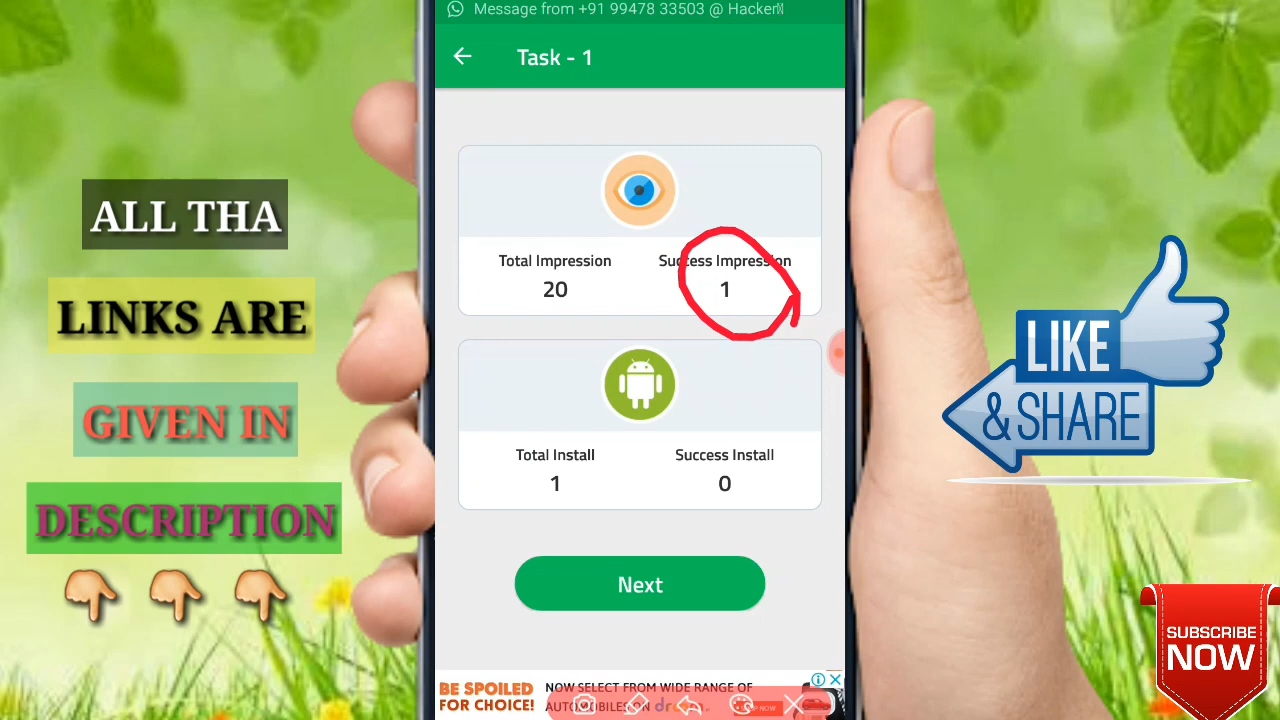 Message from +91 99478 33503 @ Hacker
Task - 1
ALL THA
LINKS ARE
GIVEN IN
DESCRIPTION
Total Impression Success Impression
20 1
Total Install Success Install
1 0
Next
LIKE
& SHARE
SUBSCRIBE
NOW
BE SPOILED
FOR CHOICE!
NOW SELECT FROM WIDE RANGE OF
AUTOMOBILES ON